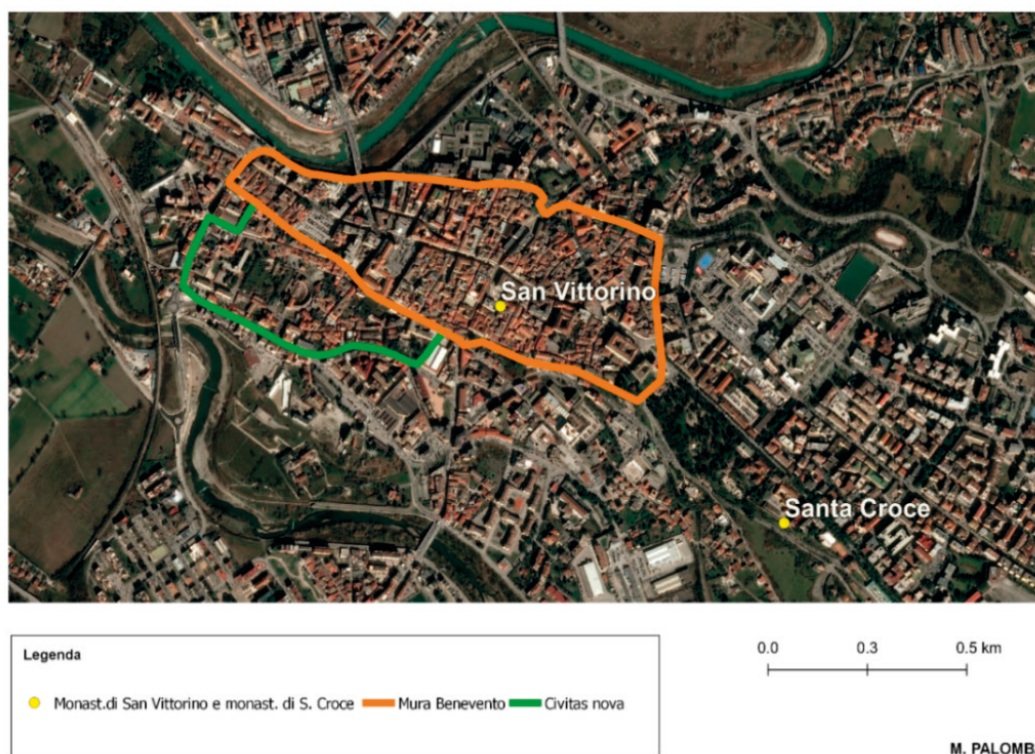 San Vittorino
Santa Croce
Legenda
Monast.di San Vittorino e monast. di S. Croce Mura Benevento Civitas nova
0.0 0.3 0.5 km
M. PALOMB